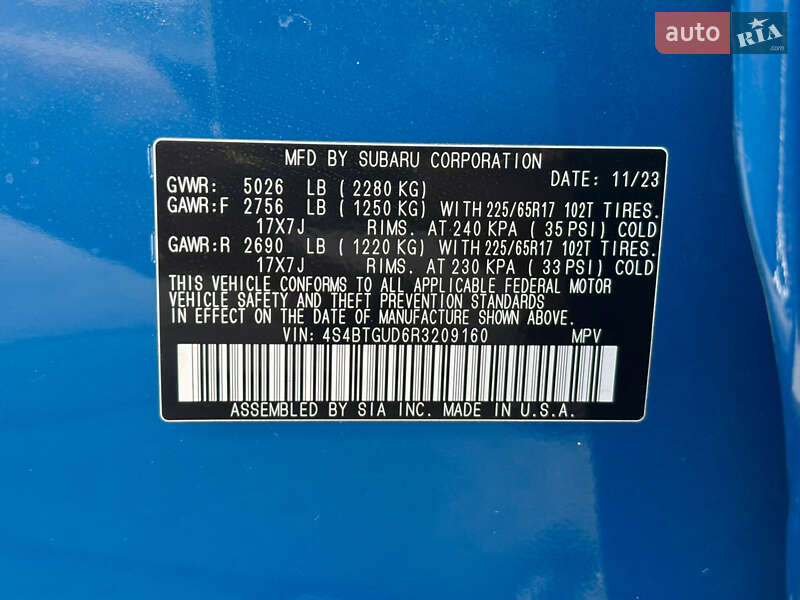 auto RIA .com
MFD BY SUBARU CORPORATION
GVWR: 5026 LB ( 2280 KG) DATE: 11/23
GAWR:F 2756 LB ( 1250 KG) WITH 225/65R17 102T TIRES.
17X7J RIMS. AT 240 KPA ( 35 PSI) COLD
GAWR:R 2690 LB ( 1220 KG) WITH 225/65R17 102T TIRES.
17X7J RIMS. AT 230 KPA ( 33 PSI) COLD
THIS VEHICLE CONFORMS TO ALL APPLICABLE FEDERAL MOTOR
VEHICLE SAFETY AND THEFT PREVENTION STANDARDS
IN EFFECT ON THE DATE OF MANUFACTURE SHOWN ABOVE.
VIN: 4S4BTGUD6R3209160 MPV
ASSEMBLED BY SIA INC. MADE IN U.S.A.